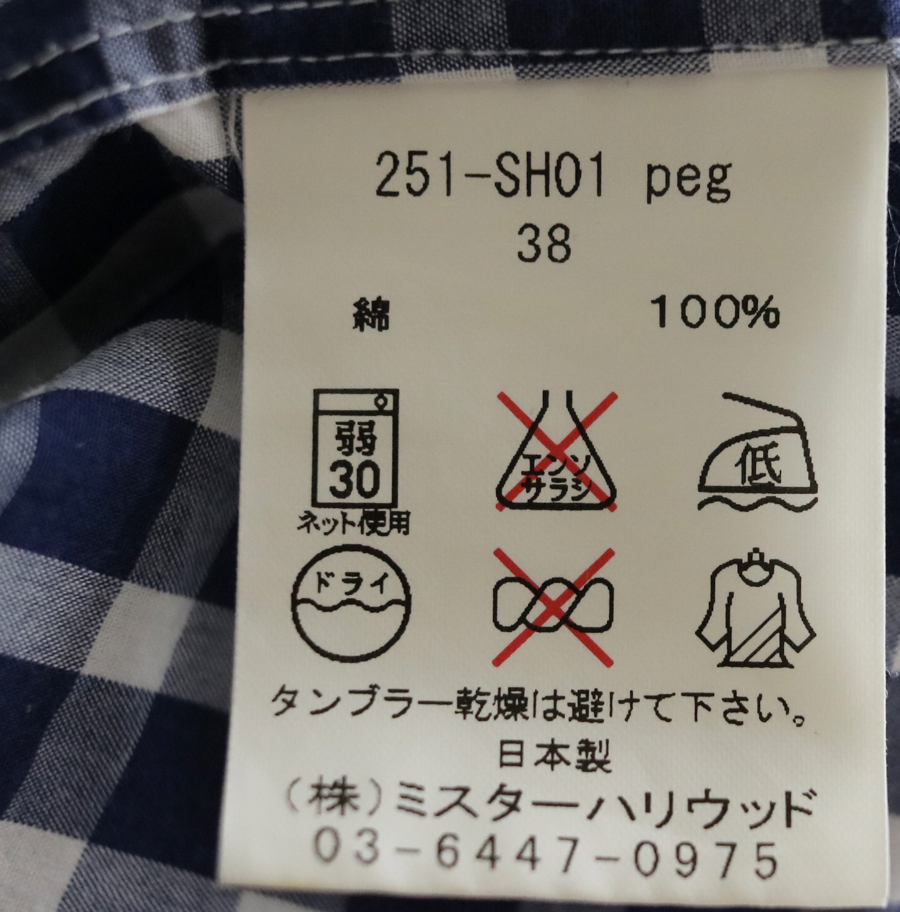 251-SH01 peg
38
綿 100%
弱
30
ネット使用
エンソ
サラシ
低
ドライ
タンブラー乾燥は避けて下さい。
日本製
（株）ミスターハリウッド
03-6447-0975